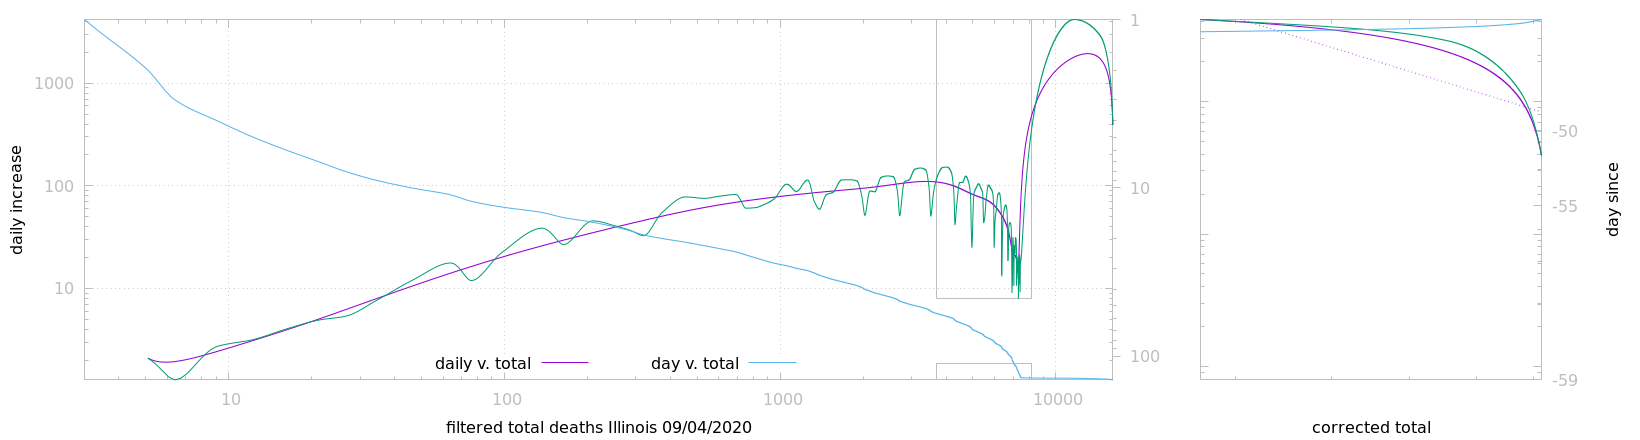 1
1000
100
10
daily increase
10
100
daily v. total
day v. total
10
100
1000
10000
filtered total deaths Illinois 09/04/2020
-50
-55
-59
day since
corrected total